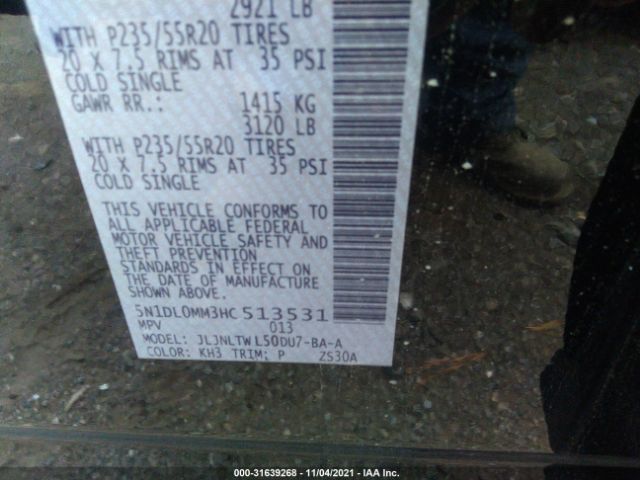 2921 LB
WITH P235/55R20 TIRES
20 X 7.5 RIMS AT 35 PSI
COLD SINGLE
GAWR RR.: 1415 KG
3120 LB
WITH P235/55R20 TIRES
20 X 7.5 RIMS AT 35 PSI
COLD SINGLE
THIS VEHICLE CONFORMS TO
ALL APPLICABLE FEDERAL
MOTOR VEHICLE SAFETY AND
THEFT PREVENTION
STANDARDS IN EFFECT ON
THE DATE OF MANUFACTURE
SHOWN ABOVE.
5N1DL0MM3HC513531
MPV 013
MODEL: JLJNLTWL50DU7-BA-A
COLOR: KH3 TRIM: P ZS30A
000-31639268 - 11/04/2021 - IAA Inc.